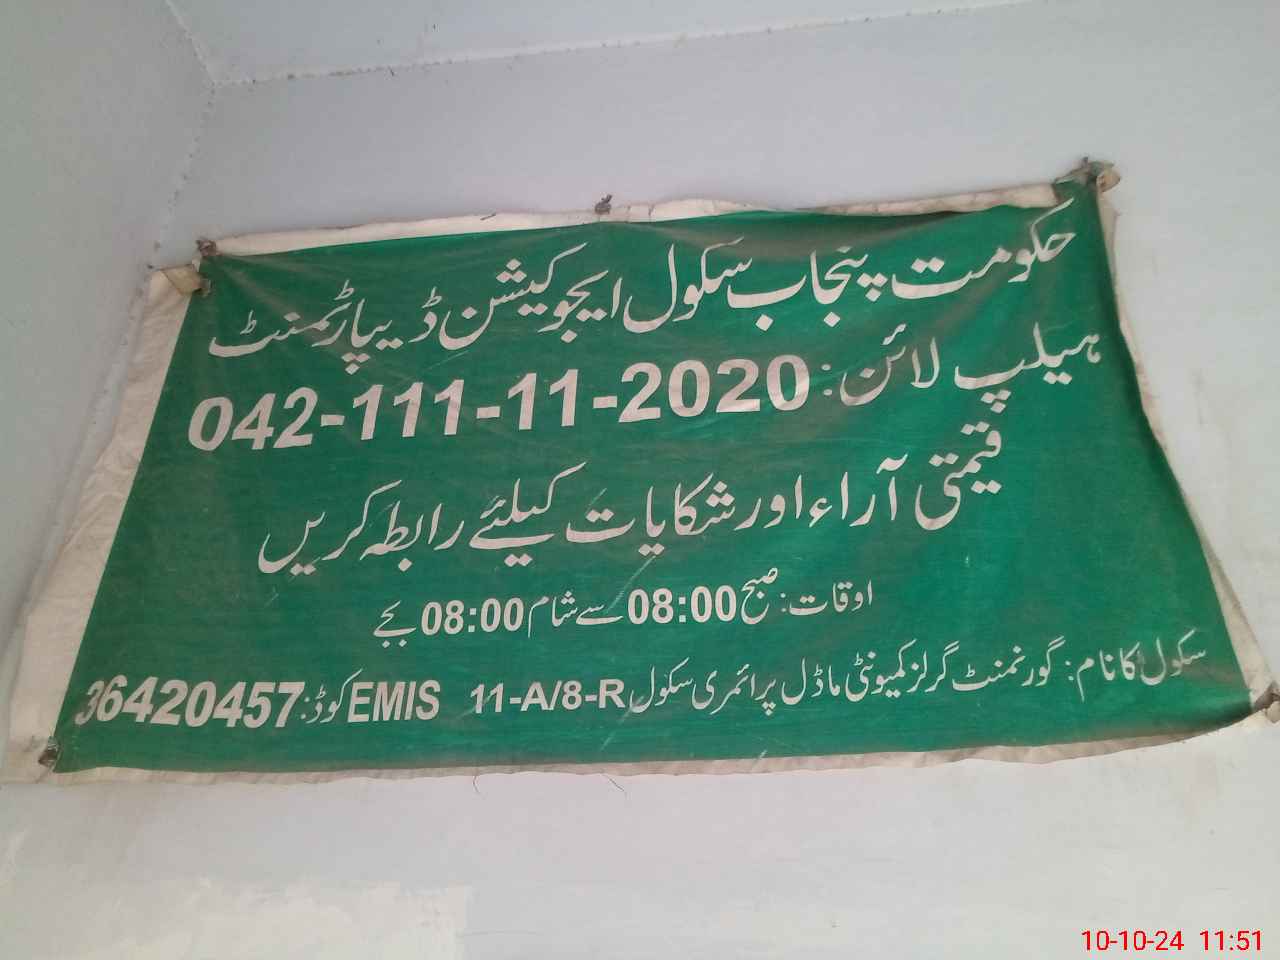 حکومت پنجاب سکول ایجوکیشن ڈیپارٹمنٹ
ہیلپ لائن: 042-111-11-2020
قیمتی آراء اور شکایات کیلئے رابطہ کریں
اوقات: صبح 08:00 سے شام 08:00 بجے
سکول کا نام: گورنمنٹ گرلز کمیونٹی ماڈل پرائمری سکول 11-A/8-R EMIS کوڈ: 36420457
10-10-24 11:51